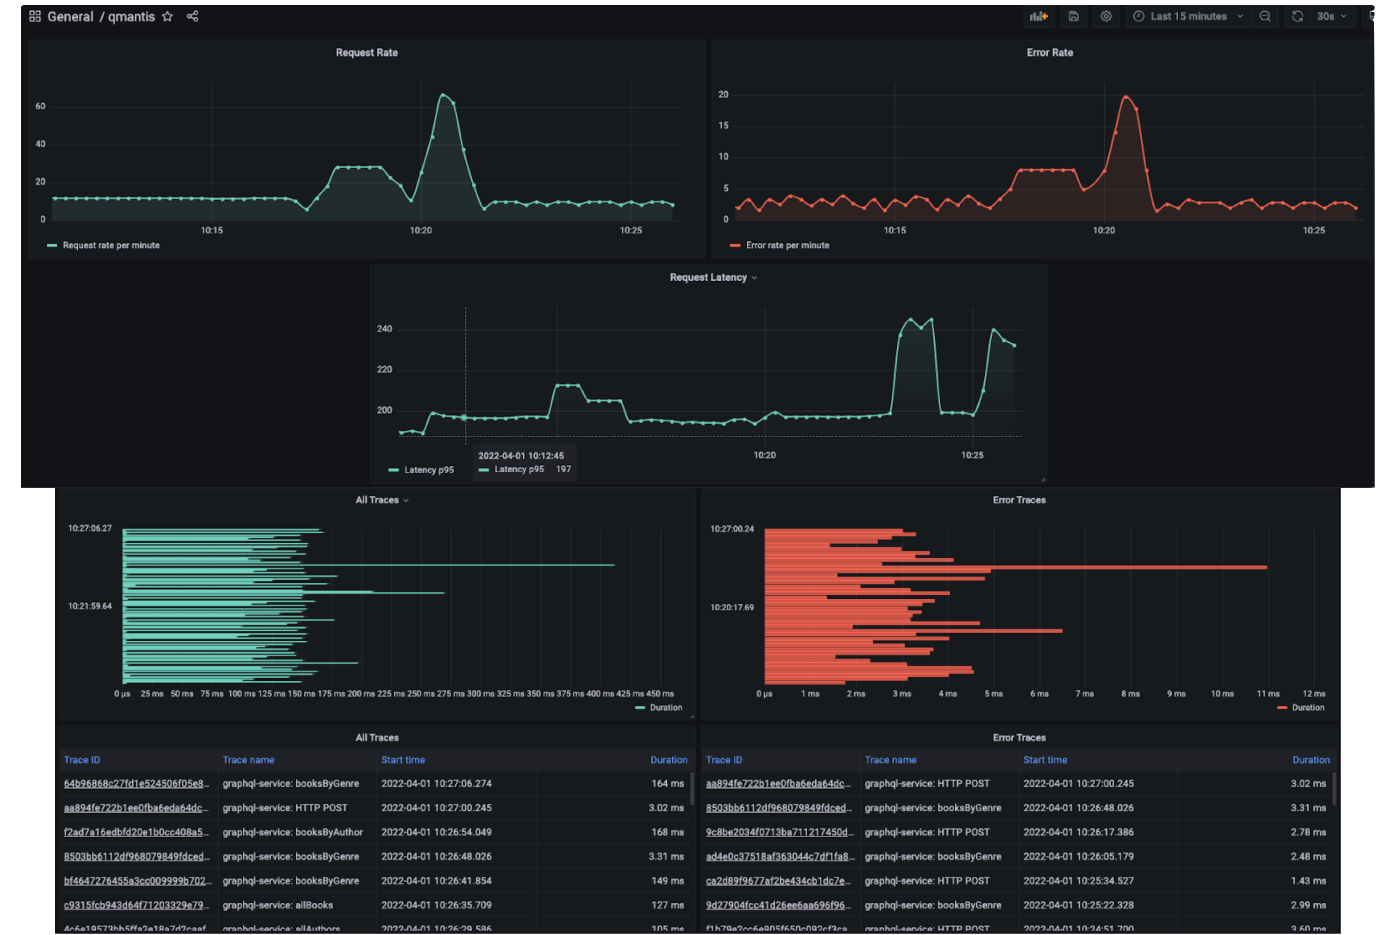 General / qmantis
Last 15 minutes
30s
Request Rate
60
40
20
0
10:15 10:20 10:25
Request rate per minute
Error Rate
20
15
10
5
0
10:15 10:20 10:25
Error rate per minute
Request Latency
240
220
200
10:20 10:25
2022-04-01 10:12:45
Latency p95 197
Latency p95
All Traces
10:27:06.27
10:21:59.64
0 µs 25 ms 50 ms 75 ms 100 ms 125 ms 150 ms 175 ms 200 ms 225 ms 250 ms 275 ms 300 ms 325 ms 350 ms 375 ms 400 ms 425 ms 450 ms
Duration
Error Traces
10:27:00.24
10:20:17.69
0 µs 1 ms 2 ms 3 ms 4 ms 5 ms 6 ms 7 ms 8 ms 9 ms 10 ms 11 ms 12 ms
Duration
All Traces
Trace ID Trace name Start time Duration
64b96868c27fd1e524506f05e8... graphql-service: booksByGenre 2022-04-01 10:27:06.274 164 ms
aa894fe722b1ee0fba6eda64dc... graphql-service: HTTP POST 2022-04-01 10:27:00.245 3.02 ms
f2ad7a16edbfd20e1b0cc408a5... graphql-service: booksByAuthor 2022-04-01 10:26:54.049 168 ms
8503bb6112df968079849fdced... graphql-service: booksByGenre 2022-04-01 10:26:48.026 3.31 ms
bf4647276455a3cc009999b702... graphql-service: booksByGenre 2022-04-01 10:26:41.854 149 ms
c9315fcb943d64f71203329e79... graphql-service: allBooks 2022-04-01 10:26:35.709 127 ms
4c6e19573bb5ffa2e18a7d2caaf... graphql-service: allAuthors 2022-04-01 10:26:29.586 105 ms
Error Traces
Trace ID Trace name Start time Duration
aa894fe722b1ee0fba6eda64dc... graphql-service: HTTP POST 2022-04-01 10:27:00.245 3.02 ms
8503bb6112df968079849fdced... graphql-service: booksByGenre 2022-04-01 10:26:48.026 3.31 ms
9c8be2034f0713ba711217450d... graphql-service: HTTP POST 2022-04-01 10:26:17.386 2.78 ms
ad4e0c37518af363044c7df1fa8... graphql-service: booksByGenre 2022-04-01 10:26:05.179 2.48 ms
ca2d89f9677af2be434cb1dc7e... graphql-service: HTTP POST 2022-04-01 10:25:34.527 1.43 ms
9d27904fcc41d26ee6aa696f96... graphql-service: booksByGenre 2022-04-01 10:25:22.328 2.99 ms
f1b79e2cc6e905f650c092cf3ca... graphql-service: HTTP POST 2022-04-01 10:24:51.700 3.60 ms